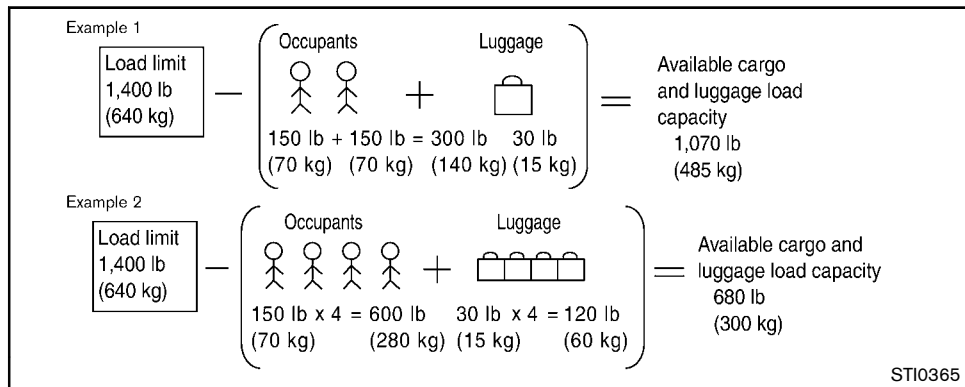 Example 1
Load limit
1,400 lb
(640 kg)
—
Occupants
+
Luggage
150 lb + 150 lb = 300 lb 30 lb
(70 kg) (70 kg) (140 kg) (15 kg)
=
Available cargo
and luggage load
capacity
1,070 lb
(485 kg)
Example 2
Load limit
1,400 lb
(640 kg)
—
Occupants
+
Luggage
150 lb x 4 = 600 lb 30 lb x 4 = 120 lb
(70 kg) (280 kg) (15 kg) (60 kg)
=
Available cargo and
luggage load capacity
680 lb
(300 kg)
STI0365